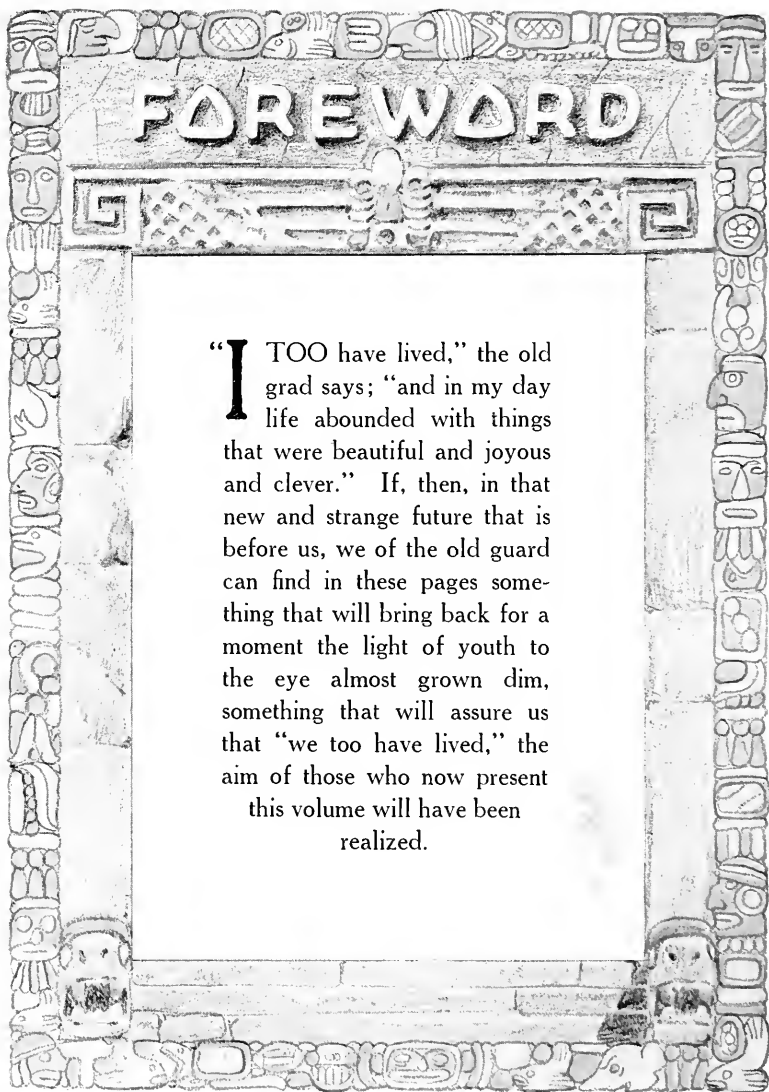 FOREWORD
“I TOO have lived,” the old
grad says; “and in my day
life abounded with things
that were beautiful and joyous
and clever.” If, then, in that
new and strange future that is
before us, we of the old guard
can find in these pages some-
thing that will bring back for a
moment the light of youth to
the eye almost grown dim,
something that will assure us
that “we too have lived,” the
aim of those who now present
this volume will have been
realized.